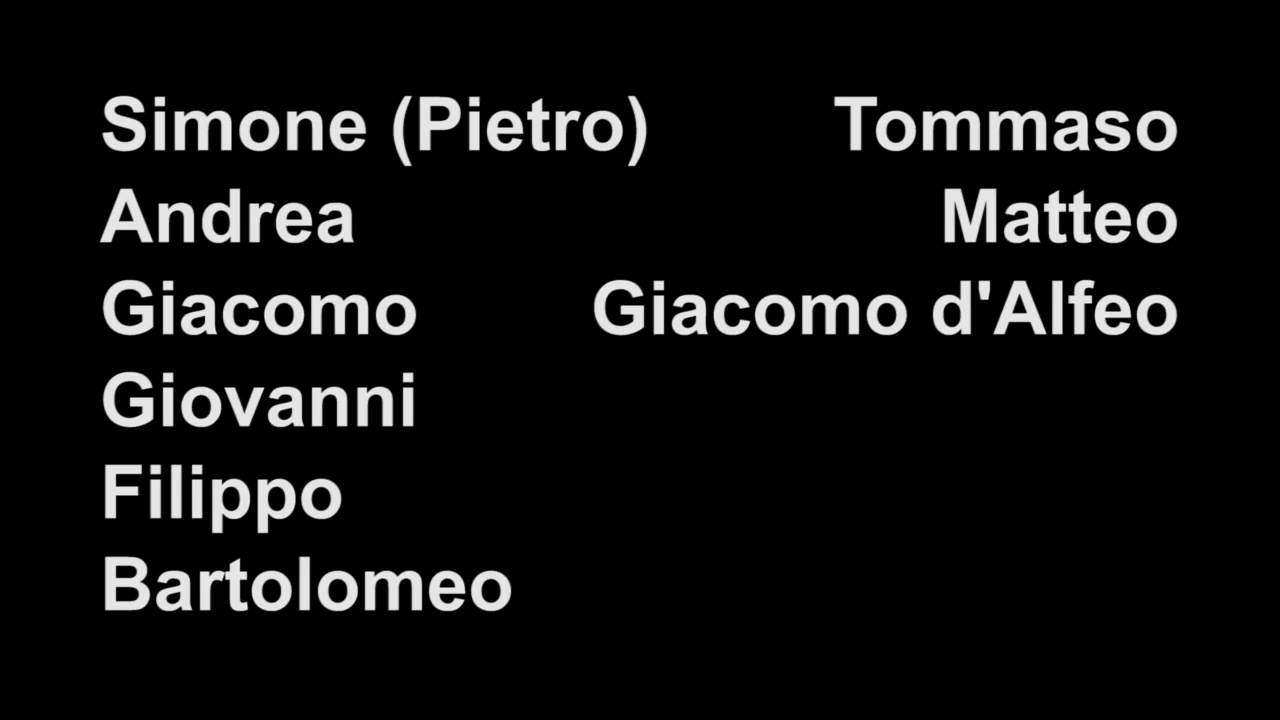 Simone (Pietro)
Andrea
Giacomo
Giovanni
Filippo
Bartolomeo
Tommaso
Matteo
Giacomo d'Alfeo